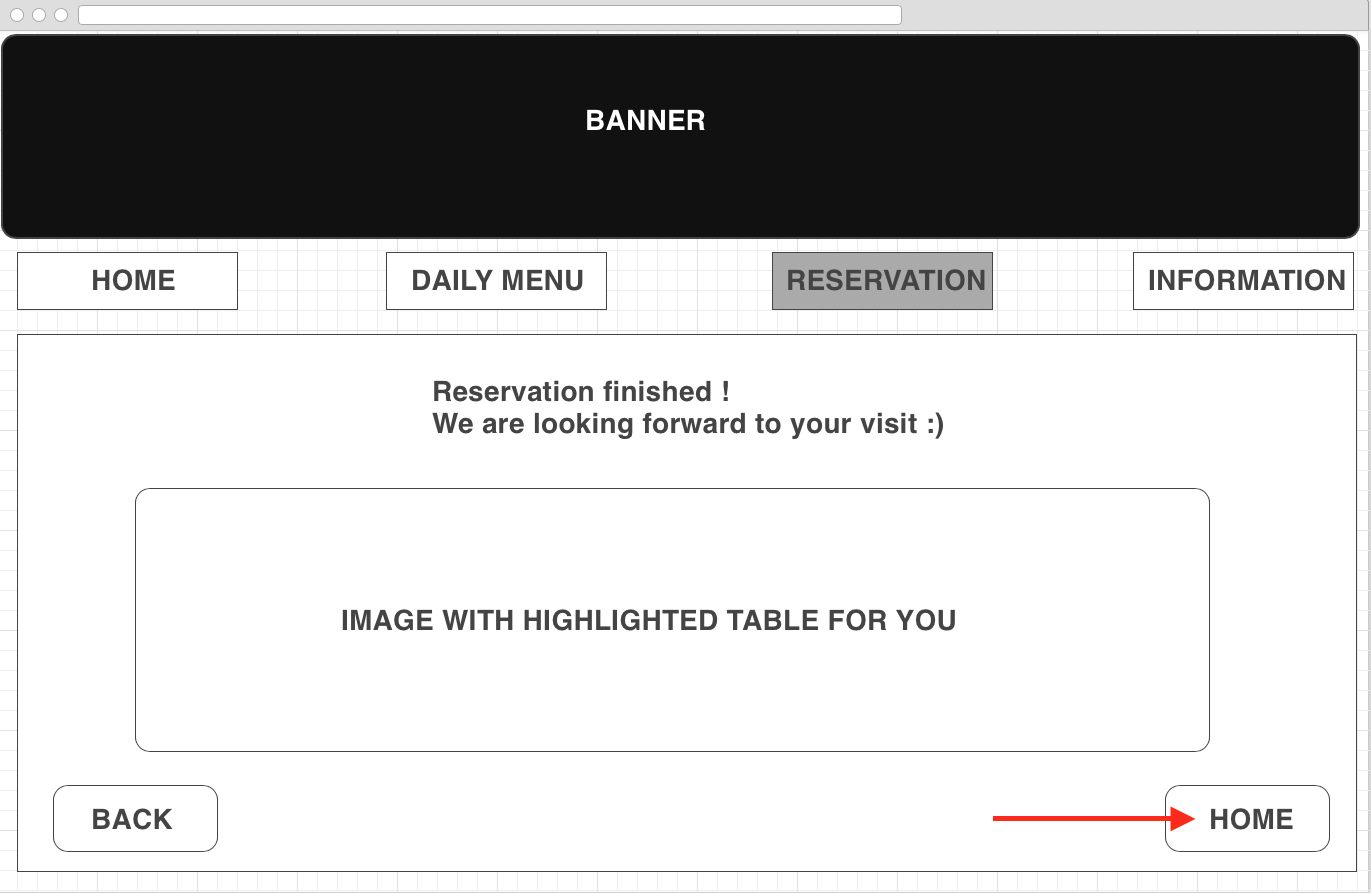 BANNER
HOME
DAILY MENU
RESERVATION
INFORMATION
Reservation finished !
We are looking forward to your visit :)
IMAGE WITH HIGHLIGHTED TABLE FOR YOU
BACK
HOME